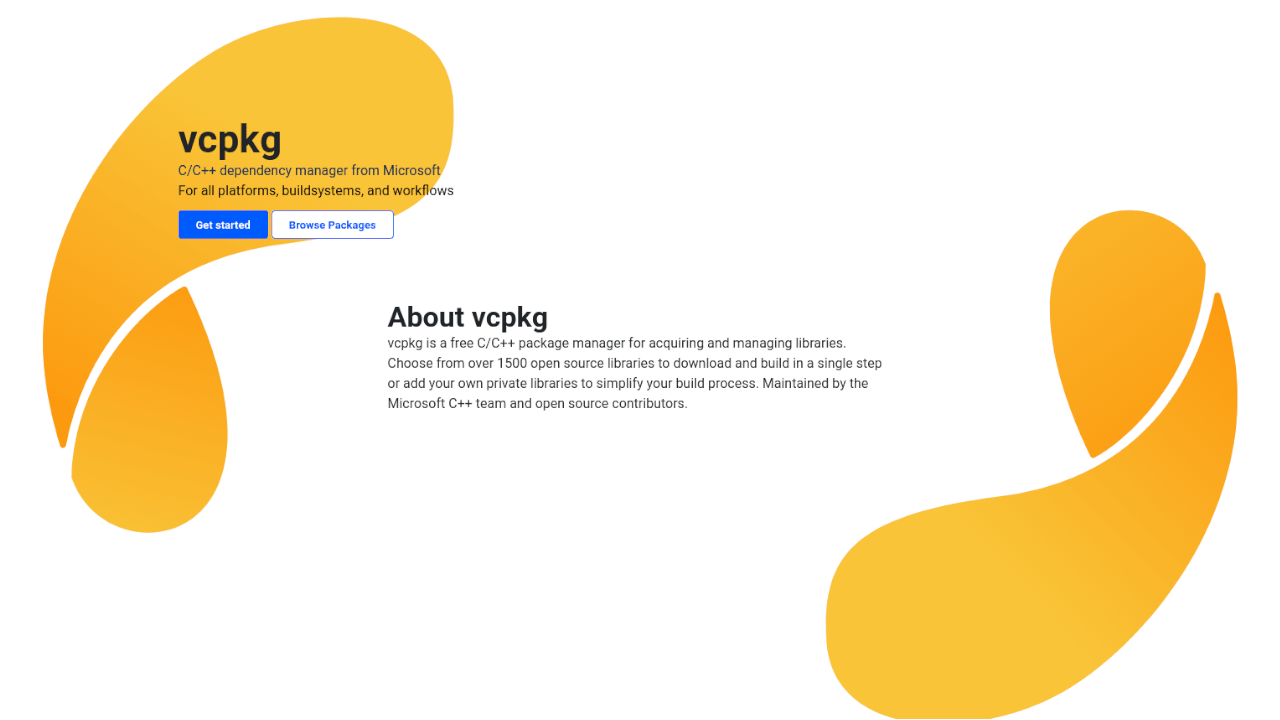 vcpkg
C/C++ dependency manager from Microsoft
For all platforms, buildsystems, and workflows
Get started
Browse Packages
About vcpkg
vcpkg is a free C/C++ package manager for acquiring and managing libraries.
Choose from over 1500 open source libraries to download and build in a single step
or add your own private libraries to simplify your build process. Maintained by the
Microsoft C++ team and open source contributors.